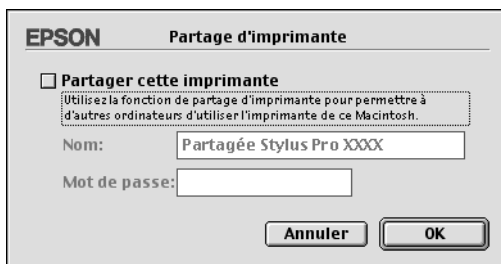 EPSON Partage d'imprimante
Partager cette imprimante
Utilisez la fonction de partage d'imprimante pour permettre à
d'autres ordinateurs d'utiliser l'imprimante de ce Macintosh.
Nom: Partagée Stylus Pro XXXX
Mot de passe:
Annuler OK